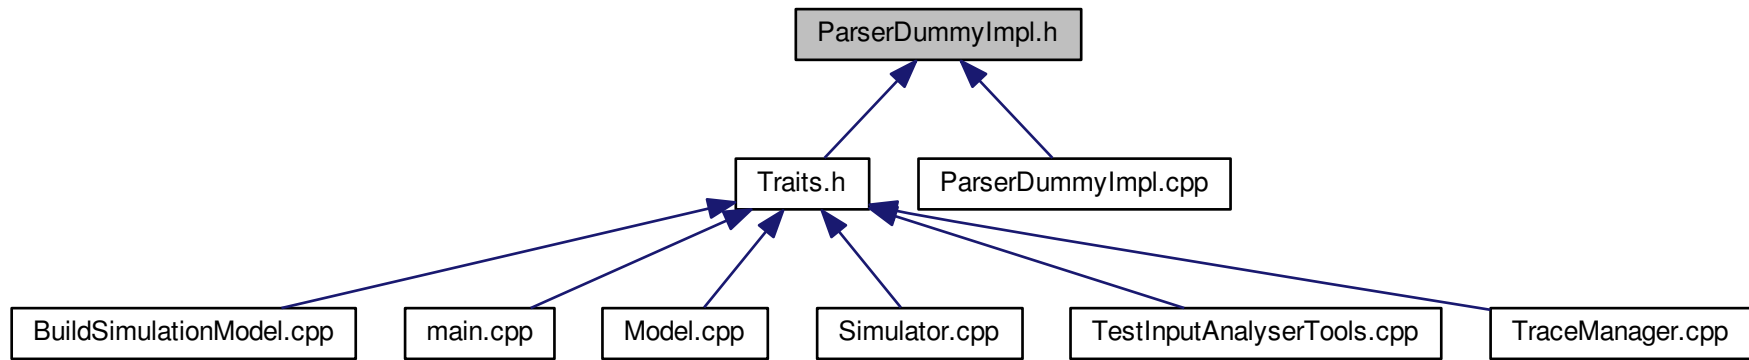 ParserDummyImpl.h
Traits.h
ParserDummyImpl.cpp
BuildSimulationModel.cpp
main.cpp
Model.cpp
Simulator.cpp
TestInputAnalyserTools.cpp
TraceManager.cpp